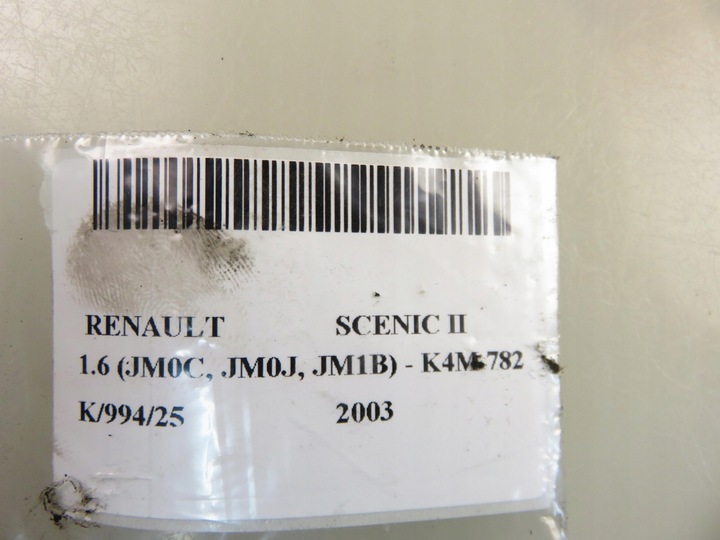 RENAULT SCENIC II
1.6 (JM0C, JM0J, JM1B) - K4M 782
K/994/25 2003